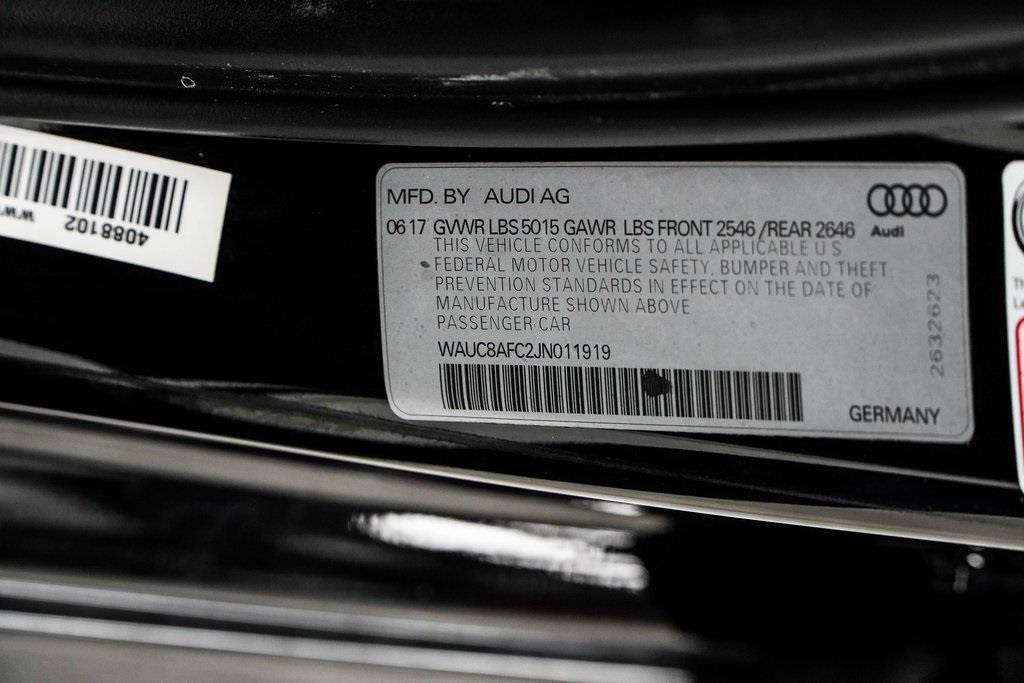 MFD. BY AUDI AG
06 17 GVWR LBS 5015 GAWR LBS FRONT 2546 /REAR 2646
Audi
THIS VEHICLE CONFORMS TO ALL APPLICABLE U S
FEDERAL MOTOR VEHICLE SAFETY, BUMPER AND THEFT
PREVENTION STANDARDS IN EFFECT ON THE DATE OF
MANUFACTURE SHOWN ABOVE
PASSENGER CAR
WAUC8AFC2JN011919
GERMANY
2632623
4088102